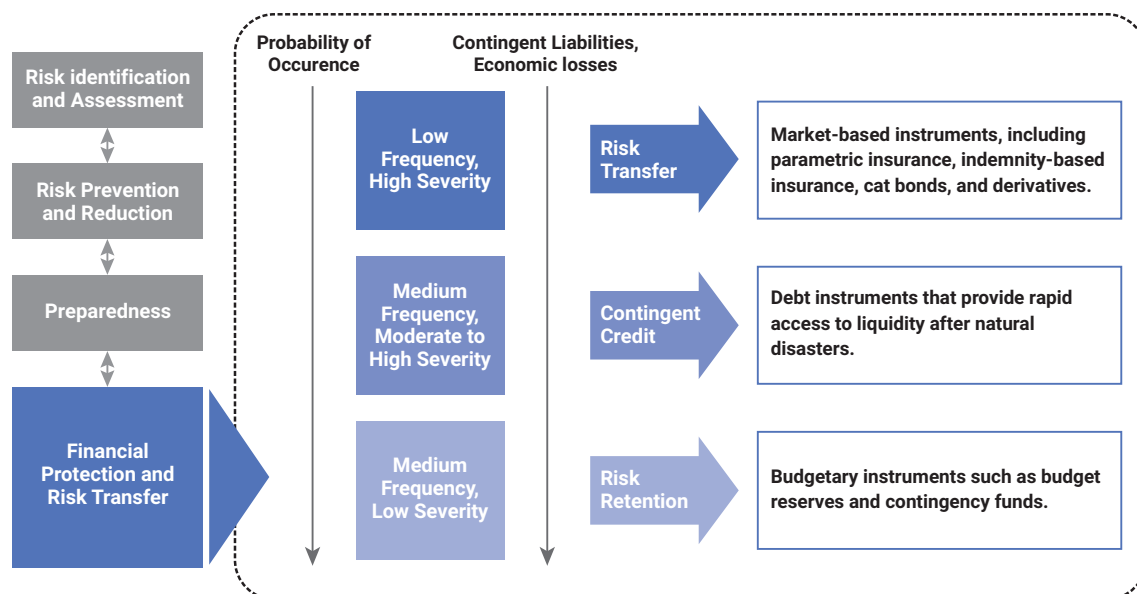 Risk identification
and Assessment
Risk Prevention
and Reduction
Preparedness
Financial
Protection and
Risk Transfer
Probability of
Occurence
Contingent Liabilities,
Economic losses
Low
Frequency,
High Severity
Risk
Transfer
Market-based instruments, including
parametric insurance, indemnity-based
insurance, cat bonds, and derivatives.
Medium
Frequency,
Moderate to
High Severity
Contingent
Credit
Debt instruments that provide rapid
access to liquidity after natural
disasters.
Medium
Frequency,
Low Severity
Risk
Retention
Budgetary instruments such as budget
reserves and contingency funds.